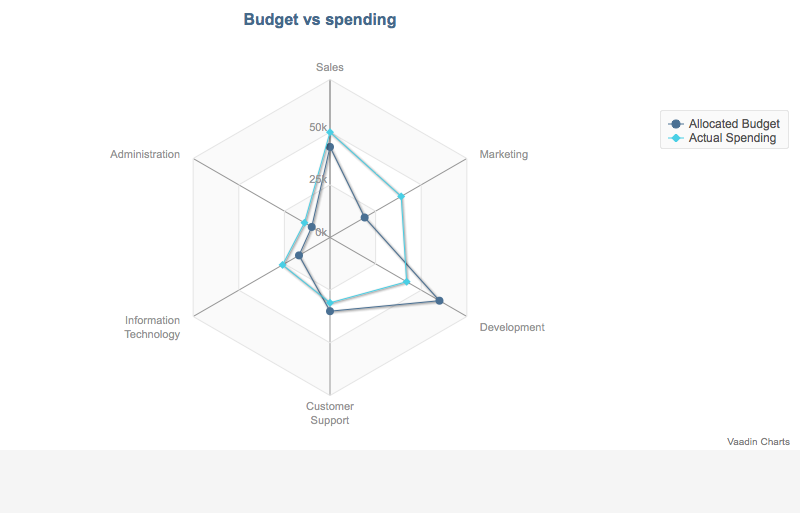 Budget vs spending
Sales
50k
Allocated Budget
Actual Spending
Administration
Marketing
25k
0k
Information
Technology
Development
Customer
Support
Vaadin Charts